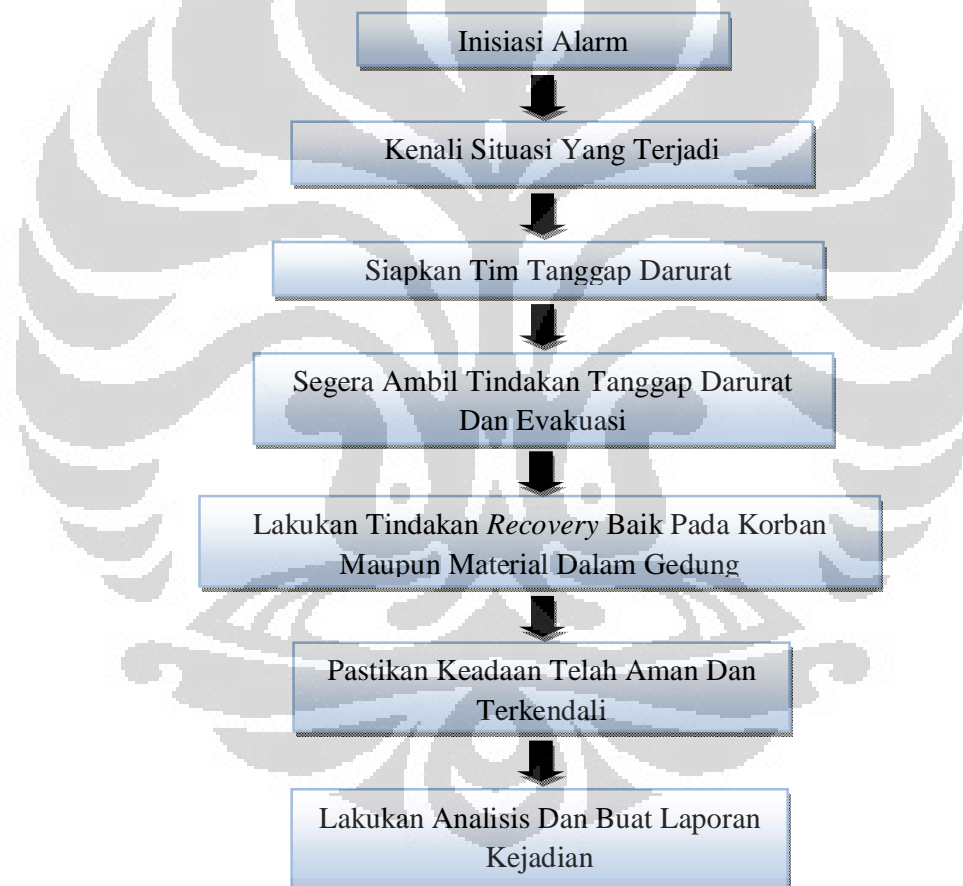 Inisiasi Alarm
Kenali Situasi Yang Terjadi
Siapkan Tim Tanggap Darurat
Segera Ambil Tindakan Tanggap Darurat
Dan Evakuasi
Lakukan Tindakan Recovery Baik Pada Korban
Maupun Material Dalam Gedung
Pastikan Keadaan Telah Aman Dan
Terkendali
Lakukan Analisis Dan Buat Laporan
Kejadian